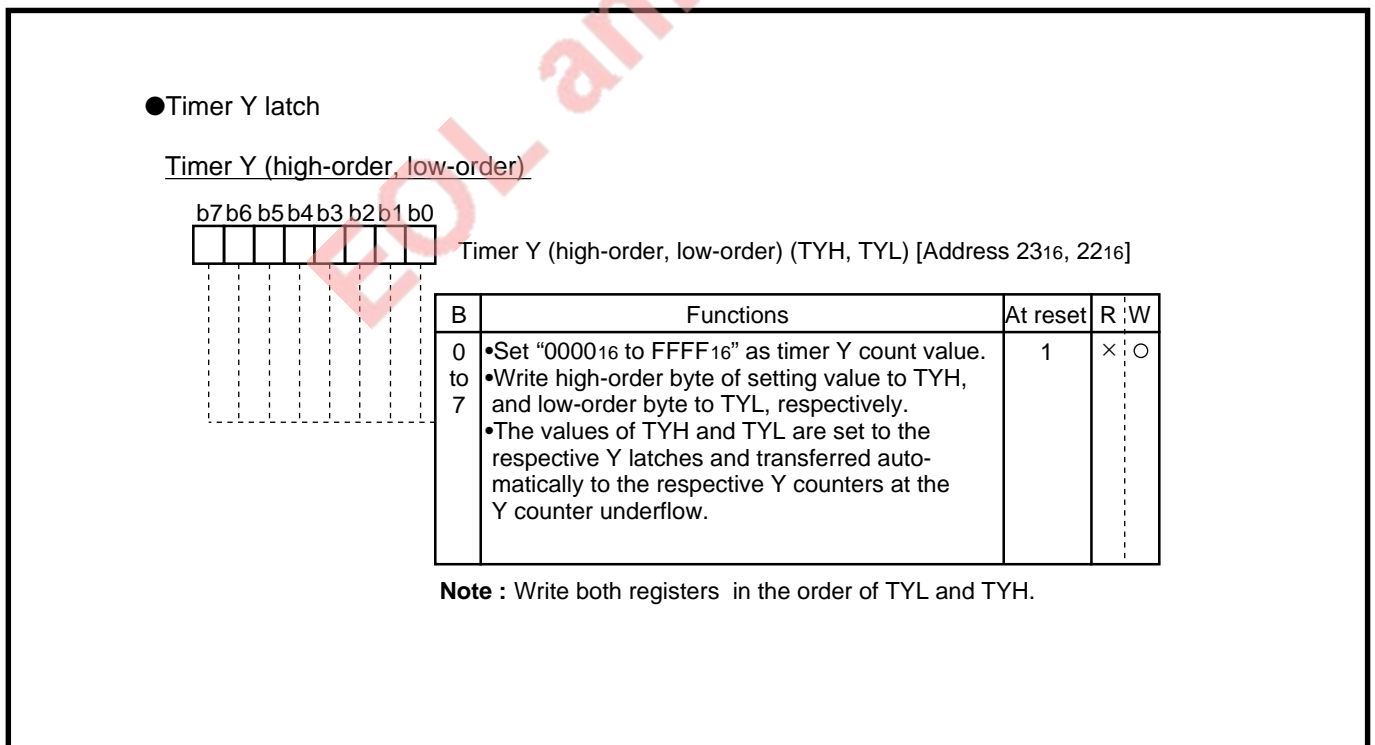 EOL an
●Timer Y latch
Timer Y (high-order, low-order)
b7 b6 b5 b4 b3 b2 b1 b0
Timer Y (high-order, low-order) (TYH, TYL) [Address 2316, 2216]
B Functions At reset R W
0 •Set “000016 to FFFF16” as timer Y count value. 1 × ○
to •Write high-order byte of setting value to TYH,
7 and low-order byte to TYL, respectively.
•The values of TYH and TYL are set to the
respective Y latches and transferred auto-
matically to the respective Y counters at the
Y counter underflow.
Note : Write both registers in the order of TYL and TYH.